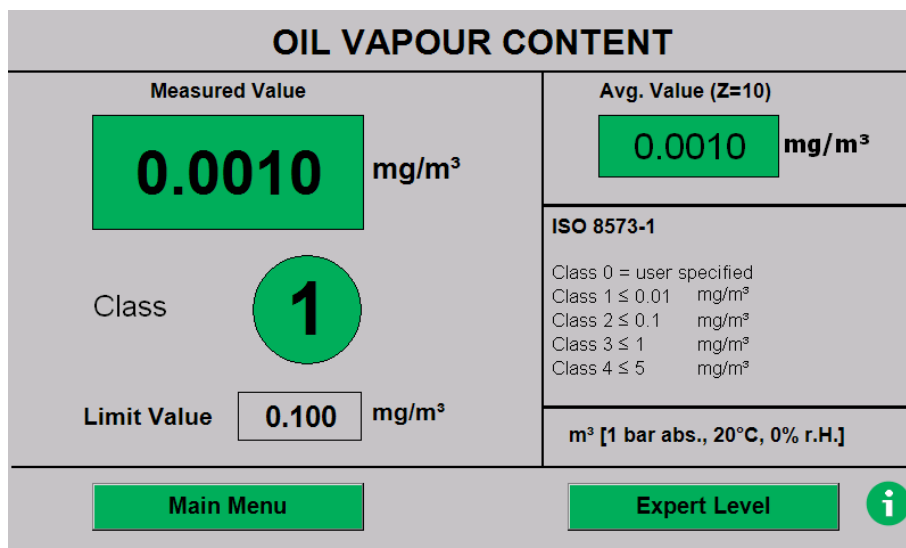 OIL VAPOUR CONTENT
Measured Value
0.0010 mg/m³
Class 1
Limit Value 0.100 mg/m³
Avg. Value (Z=10)
0.0010 mg/m³
ISO 8573-1
Class 0 = user specified
Class 1 ≤ 0.01 mg/m³
Class 2 ≤ 0.1 mg/m³
Class 3 ≤ 1 mg/m³
Class 4 ≤ 5 mg/m³
m³ [1 bar abs., 20°C, 0% r.H.]
Main Menu
Expert Level
i